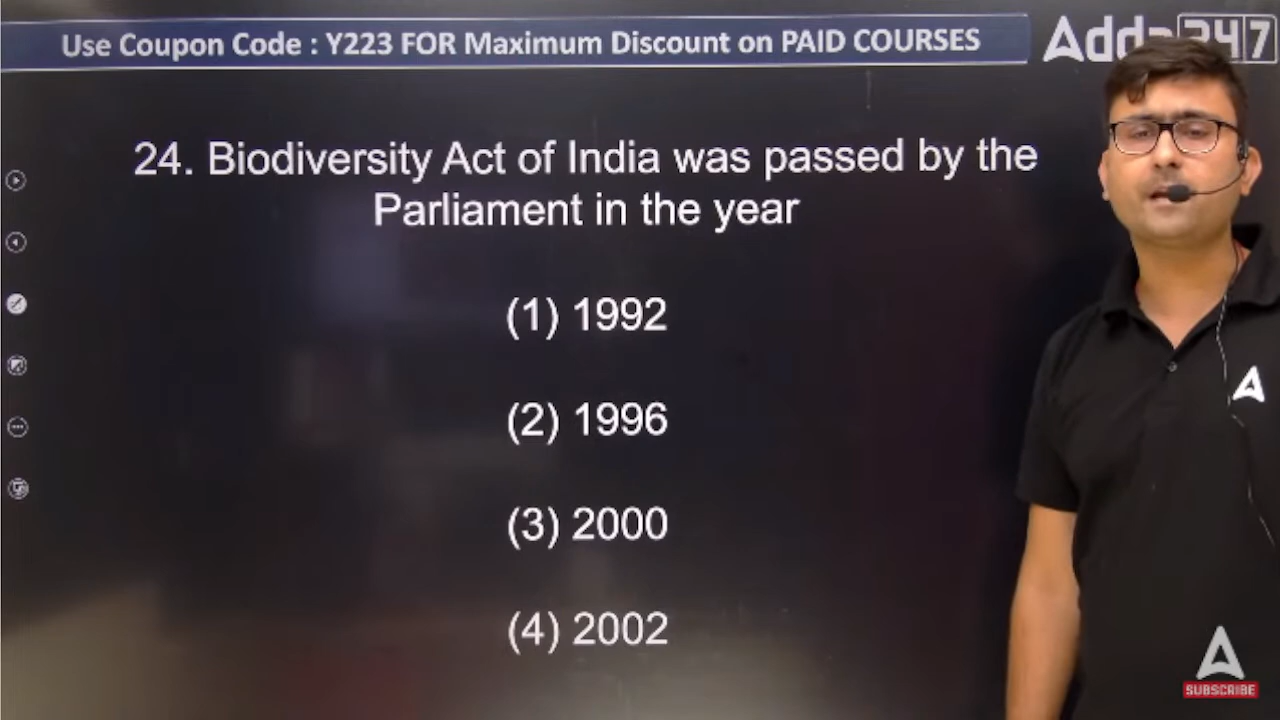 Use Coupon Code : Y223 FOR Maximum Discount on PAID COURSES
Adda247
24. Biodiversity Act of India was passed by the
Parliament in the year
(1) 1992
(2) 1996
(3) 2000
(4) 2002
SUBSCRIBE